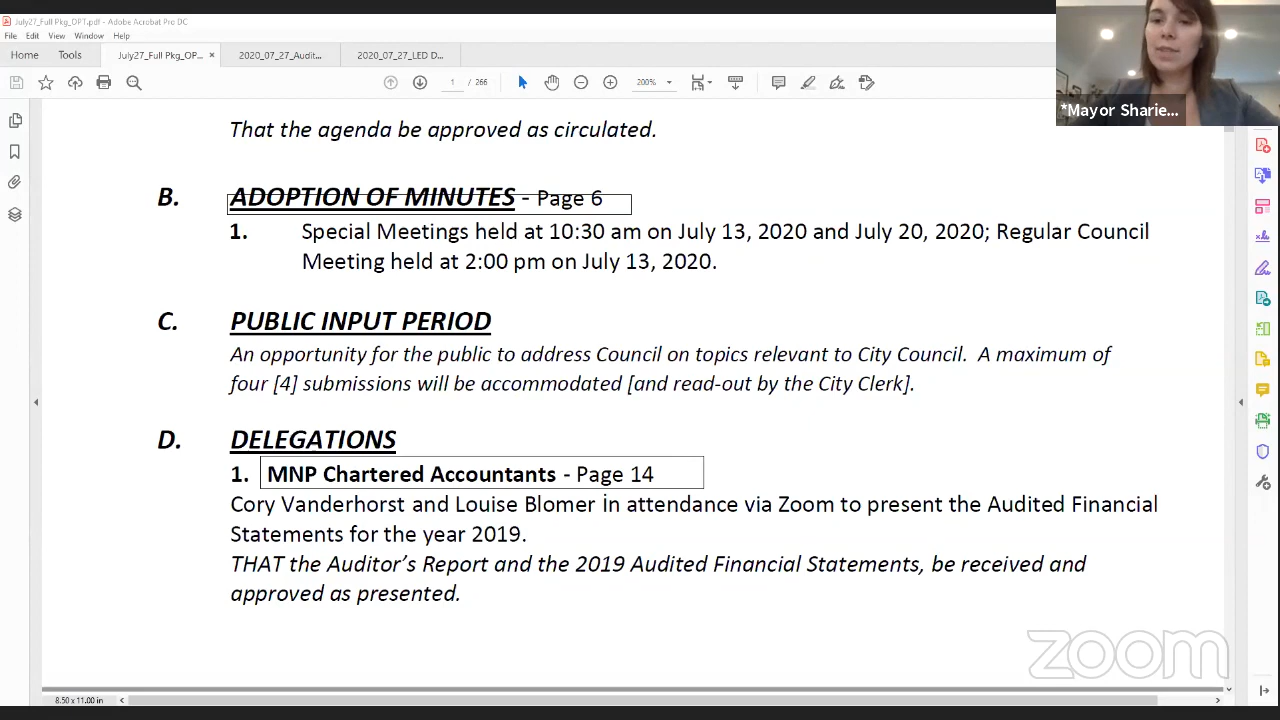 July27_Full Pkg_OPT.pdf - Adobe Acrobat Pro DC
File Edit View Window Help
Home Tools July27_Full Pkg_OP... × 2020_07_27_Audit... 2020_07_27_LED D...
1 / 266 200%
*Mayor Sharie...
That the agenda be approved as circulated.
B. ADOPTION OF MINUTES - Page 6
1. Special Meetings held at 10:30 am on July 13, 2020 and July 20, 2020; Regular Council
Meeting held at 2:00 pm on July 13, 2020.
C. PUBLIC INPUT PERIOD
An opportunity for the public to address Council on topics relevant to City Council. A maximum of
four [4] submissions will be accommodated [and read-out by the City Clerk].
D. DELEGATIONS
1. MNP Chartered Accountants - Page 14
Cory Vanderhorst and Louise Blomer in attendance via Zoom to present the Audited Financial
Statements for the year 2019.
THAT the Auditor's Report and the 2019 Audited Financial Statements, be received and
approved as presented.
zoom
8.50 x 11.00 in